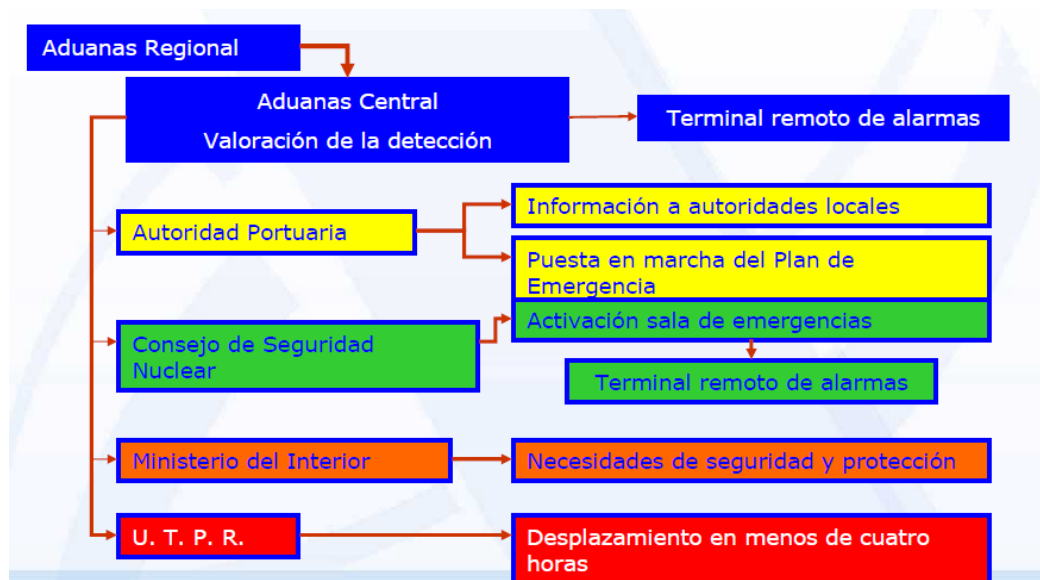 Aduanas Regional
Aduanas Central
Valoración de la detección
Terminal remoto de alarmas
Autoridad Portuaria
Información a autoridades locales
Puesta en marcha del Plan de
Emergencia
Consejo de Seguridad
Nuclear
Activación sala de emergencias
Terminal remoto de alarmas
Ministerio del Interior
Necesidades de seguridad y protección
U. T. P. R.
Desplazamiento en menos de cuatro
horas